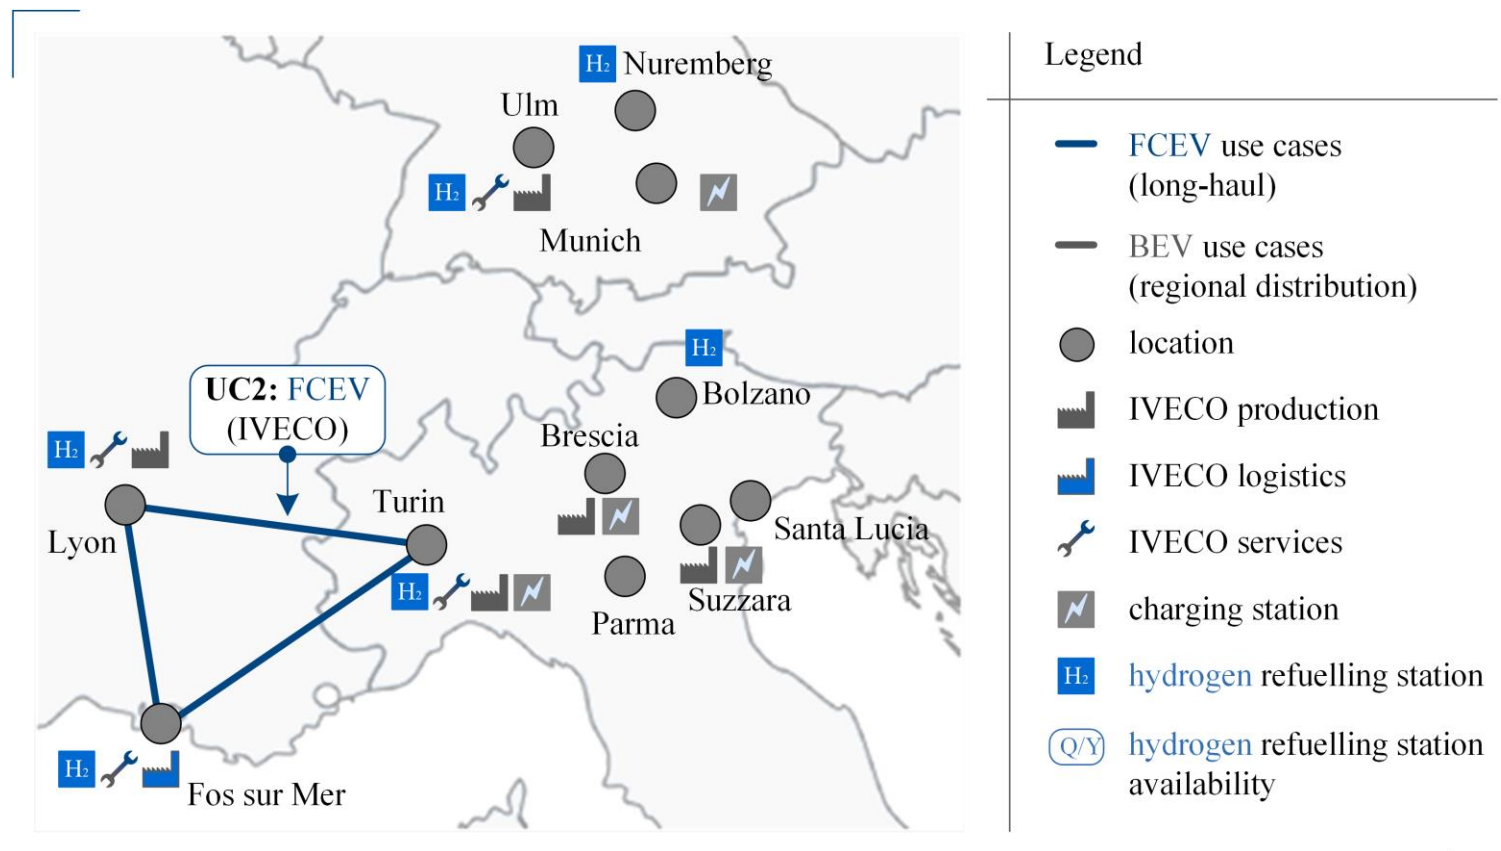 H₂ Nuremberg
Ulm
H₂
Munich
H₂
Bolzano
UC2: FCEV
(IVECO)
Brescia
H₂
Turin
Lyon
Santa Lucia
H₂
Suzzara
Parma
H₂
Fos sur Mer
Legend
FCEV use cases
(long-haul)
BEV use cases
(regional distribution)
location
IVECO production
IVECO logistics
IVECO services
charging station
H₂ hydrogen refuelling station
Q/Y hydrogen refuelling station
availability